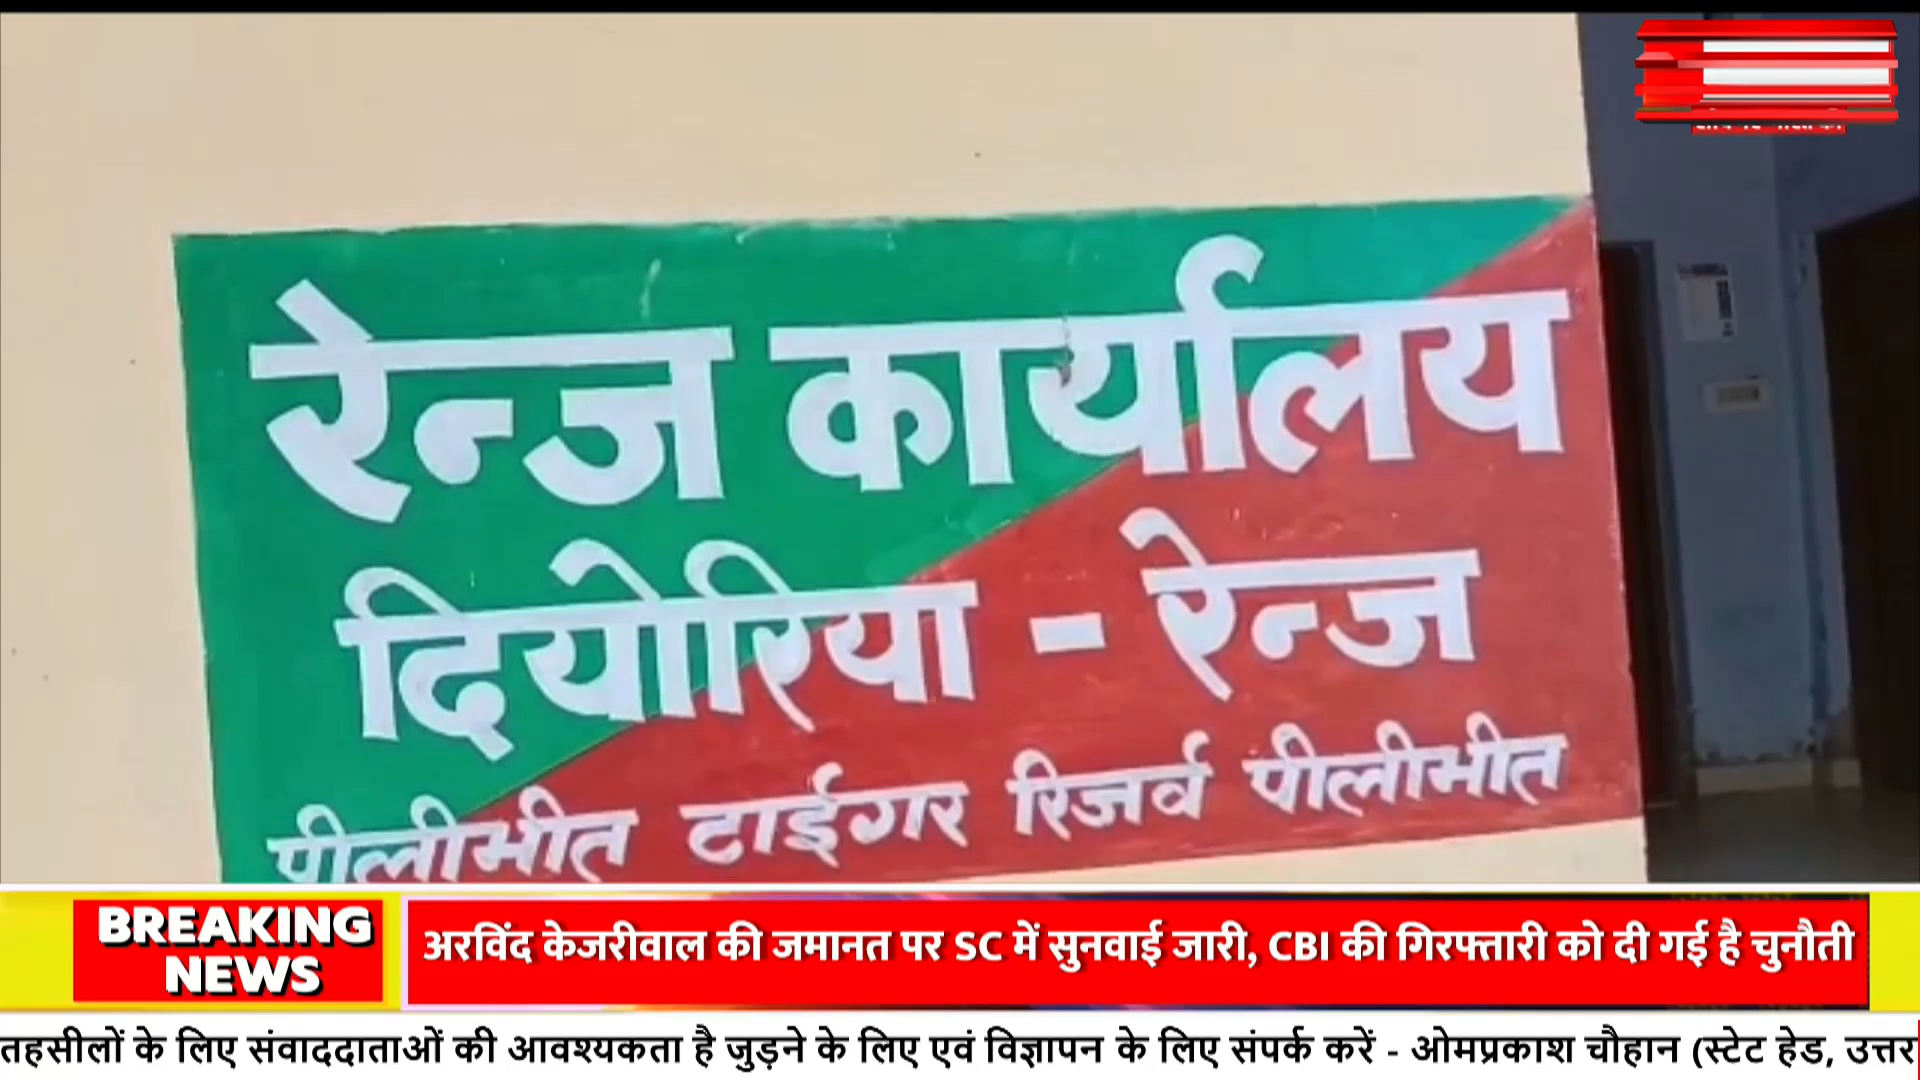 रेन्ज कार्यालय
दियोरिया - रेन्ज
पीलीभीत टाईगर रिजर्व पीलीभीत
BREAKING
NEWS
अरविंद केजरीवाल की जमानत पर SC में सुनवाई जारी, CBI की गिरफ्तारी को दी गई है चुनौती
तहसीलों के लिए संवाददाताओं की आवश्यकता है जुड़ने के लिए एवं विज्ञापन के लिए संपर्क करें - ओमप्रकाश चौहान (स्टेट हेड, उत्तर